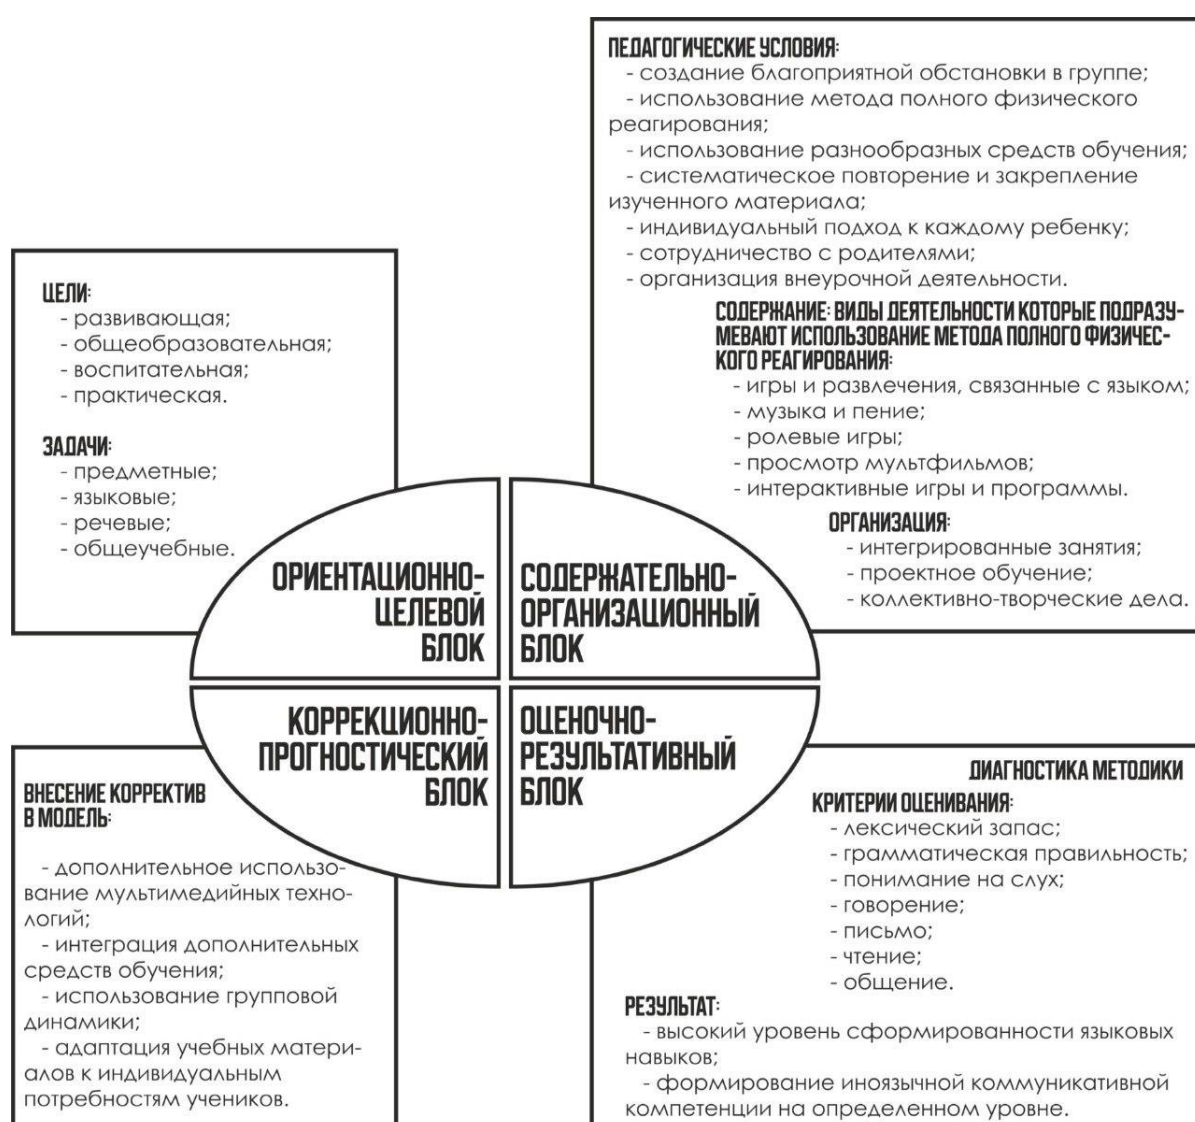 ПЕДАГОГИЧЕСКИЕ УСЛОВИЯ:
- создание благоприятной обстановки в группе;
- использование метода полного физического
реагирования;
- использование разнообразных средств обучения;
- систематическое повторение и закрепление
изученного материала;
- индивидуальный подход к каждому ребенку;
- сотрудничество с родителями;
- организация внеурочной деятельности.
СОДЕРЖАНИЕ: ВИДЫ ДЕЯТЕЛЬНОСТИ КОТОРЫЕ ПОДРАЗУ-
МЕВАЮТ ИСПОЛЬЗОВАНИЕ МЕТОДА ПОЛНОГО ФИЗИЧЕС-
КОГО РЕАГИРОВАНИЯ:
- игры и развлечения, связанные с языком;
- музыка и пение;
- ролевые игры;
- просмотр мультфильмов;
- интерактивные игры и программы.
ОРГАНИЗАЦИЯ:
- интегрированные занятия;
- проектное обучение;
- коллективно-творческие дела.
ЦЕЛИ:
- развивающая;
- общеобразовательная;
- воспитательная;
- практическая.
ЗАДАЧИ:
- предметные;
- языковые;
- речевые;
- общеучебные.
ОРИЕНТАЦИОННО-
ЦЕЛЕВОЙ
БЛОК
СОДЕРЖАТЕЛЬНО-
ОРГАНИЗАЦИОННЫЙ
БЛОК
КОРРЕКЦИОННО-
ПРОГНОСТИЧЕСКИЙ
БЛОК
ОЦЕНОЧНО-
РЕЗУЛЬТАТИВНЫЙ
БЛОК
ВНЕСЕНИЕ КОРРЕКТИВ
В МОДЕЛЬ:
- дополнительное использо-
вание мультимедийных техно-
логий;
- интеграция дополнительных
средств обучения;
- использование групповой
динамики;
- адаптация учебных матери-
алов к индивидуальным
потребностям учеников.
ДИАГНОСТИКА МЕТОДИКИ
КРИТЕРИИ ОЦЕНИВАНИЯ:
- лексический запас;
- грамматическая правильность;
- понимание на слух;
- говорение;
- письмо;
- чтение;
- общение.
РЕЗУЛЬТАТ:
- высокий уровень сформированности языковых
навыков;
- формирование иноязычной коммуникативной
компетенции на определенном уровне.